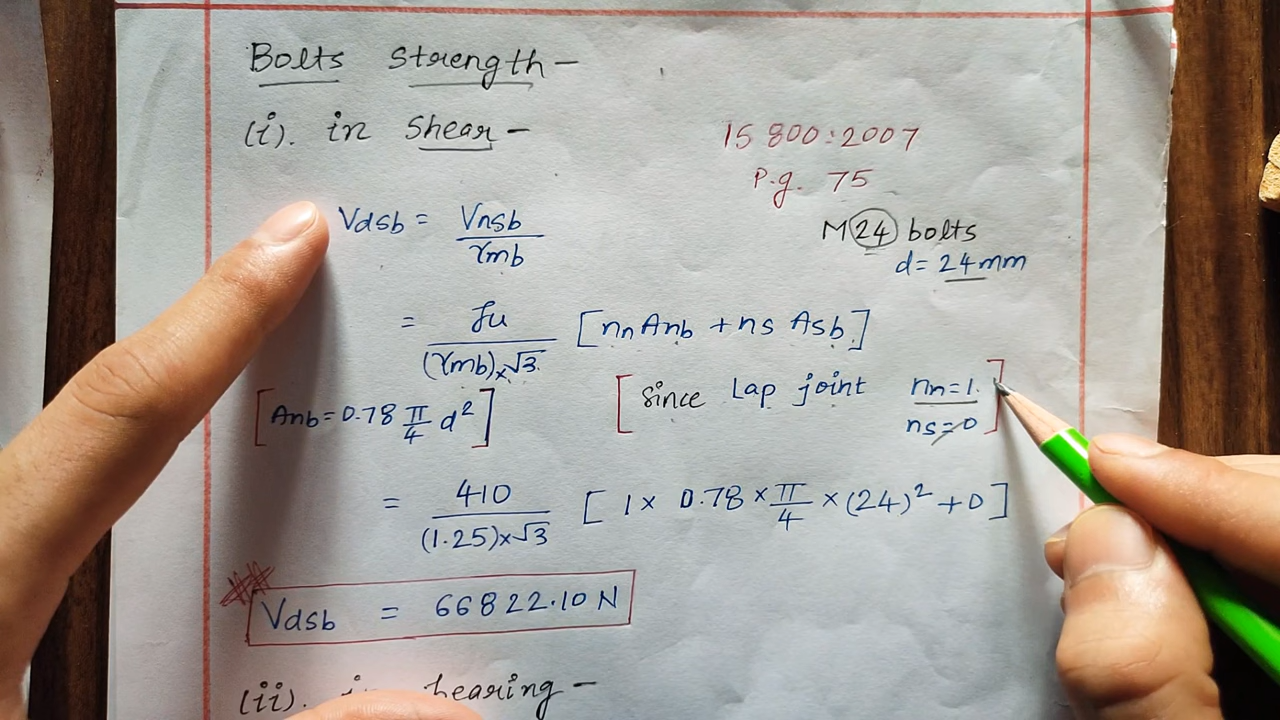 Bolts Strength -
(i). in Shear -
IS 800:2007
P.g. 75
Vdsb = Vnsb / γmb
M24 bolts
d = 24mm
= fu / (γmb)×√3 [nn Anb + ns Asb]
[Anb = 0.78 π/4 d²]
[Since Lap joint nn=1.
ns=0]
= 410 / (1.25)×√3 [1 × 0.78 × π/4 × (24)² + 0]
Vdsb = 66822.10 N
(ii). in bearing -